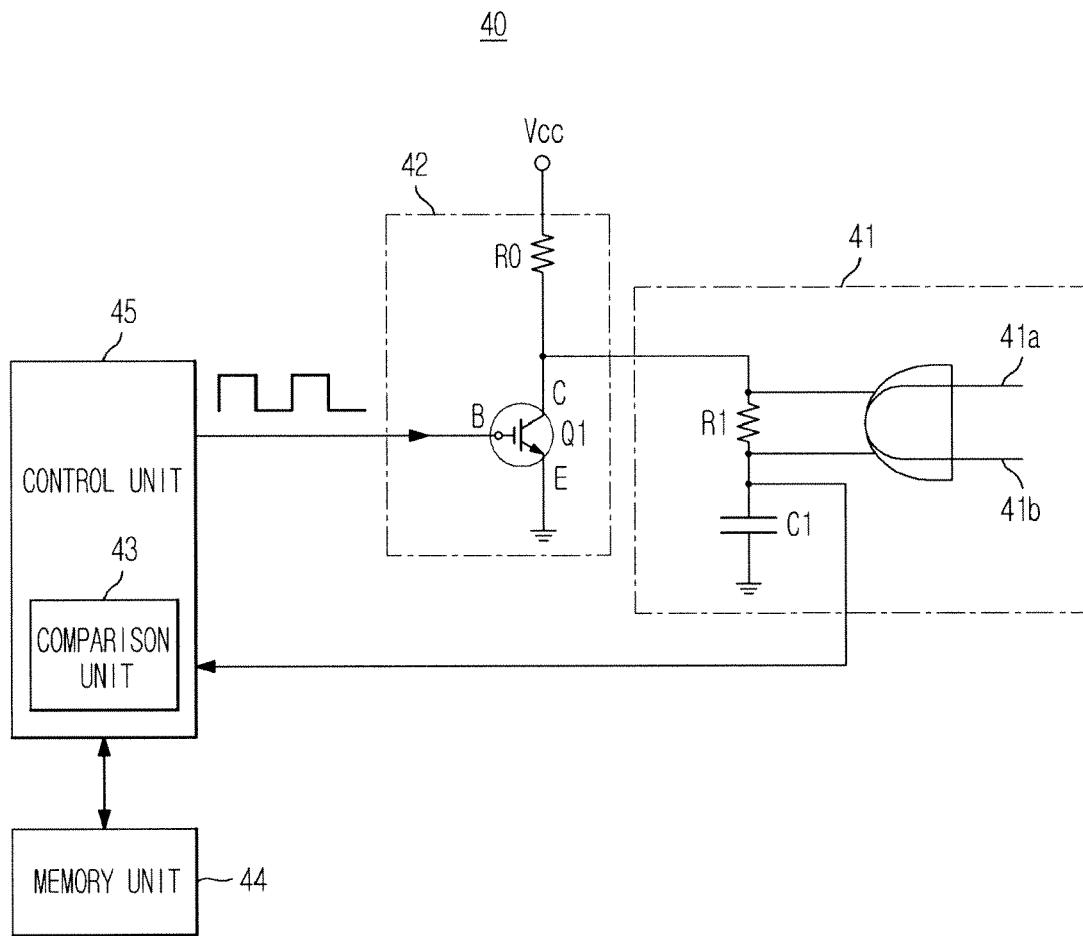 40
Vcc
42
R0
41
45
41a
C
B
Q1
R1
E
CONTROL UNIT
41b
C1
43
COMPARISON
UNIT
MEMORY UNIT
44